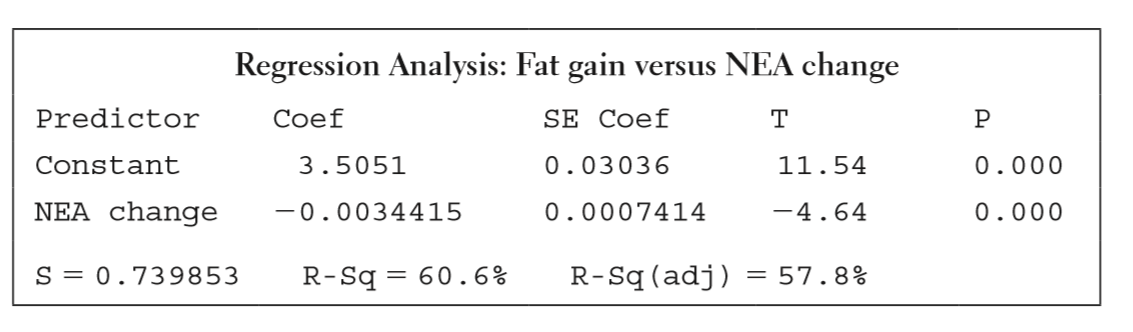 Regression Analysis: Fat gain versus NEA change
Predictor Coef SE Coef T P
Constant 3.5051 0.03036 11.54 0.000
NEA change −0.0034415 0.0007414 −4.64 0.000
S = 0.739853 R-Sq = 60.6% R-Sq(adj) = 57.8%